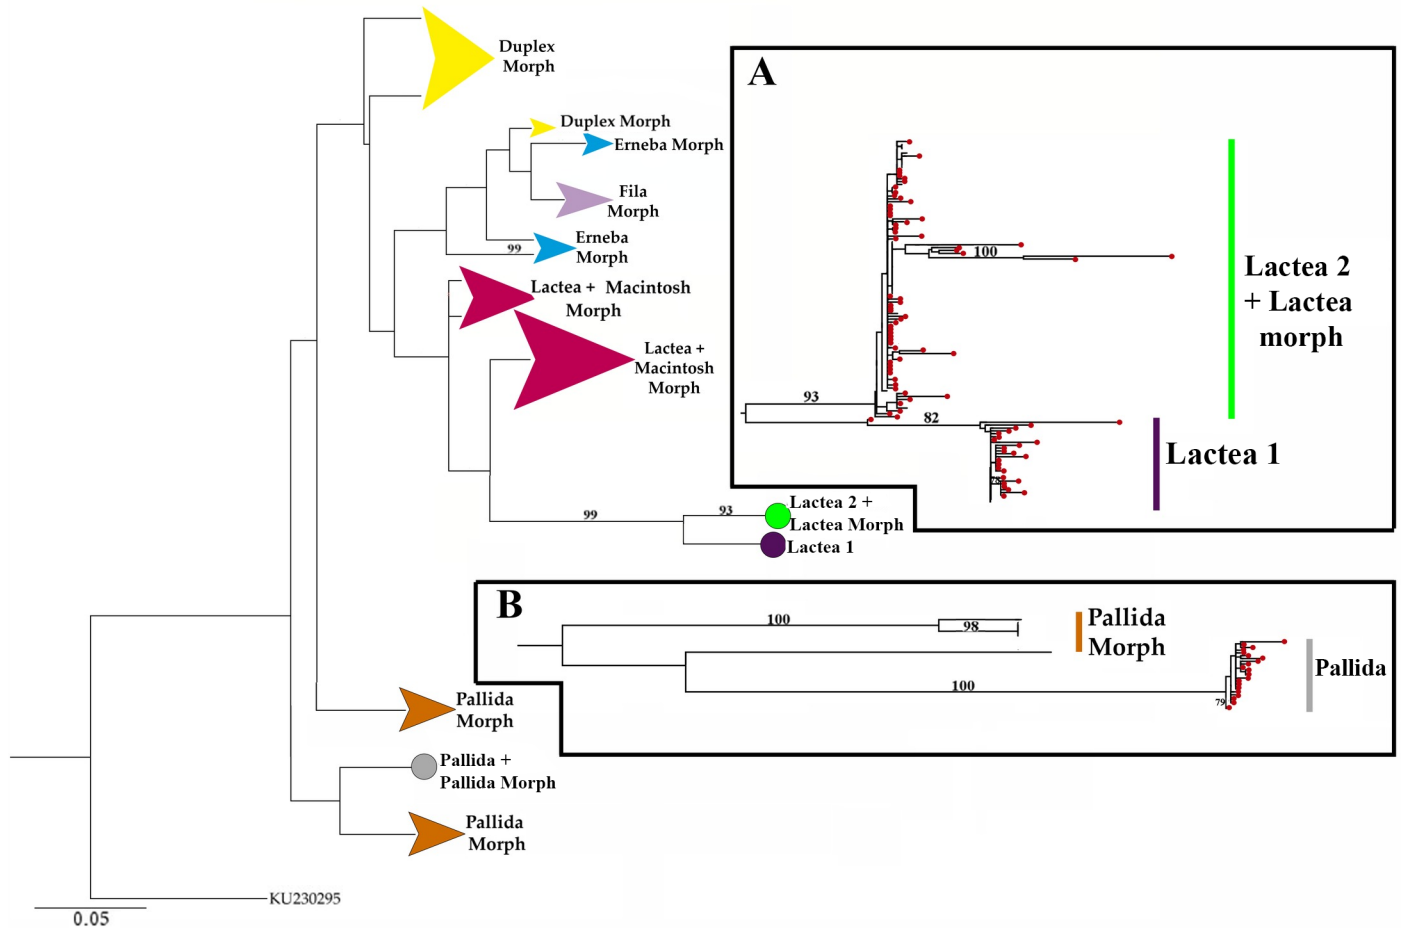 Duplex
Morph
Duplex Morph
Erneba Morph
Fila
Morph
Erneba
Morph
99
Lactea + Macintosh
Morph
Lactea +
Macintosh
Morph
99
93
Lactea 2 +
Lactea Morph
Lactea 1
A
100
93
82
78
Lactea 2
+ Lactea
morph
Lactea 1
B
100
98
100
79
Pallida
Morph
Pallida
Pallida
Morph
Pallida +
Pallida Morph
Pallida
Morph
KU230295
0.05